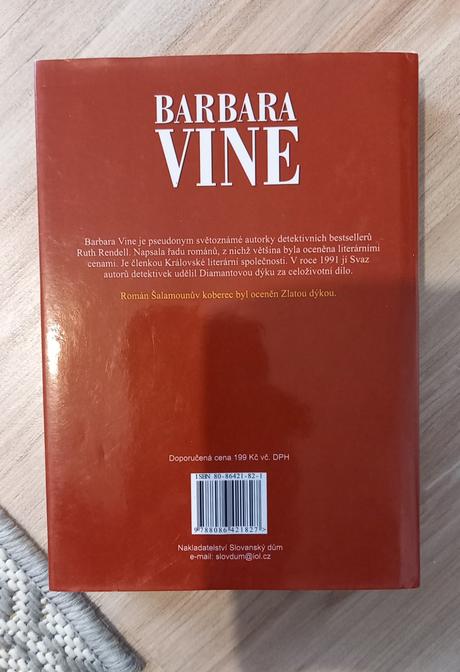 BARBARA
VINE
Barbara Vine je pseudonym světoznámé autorky detektivních bestsellerů
Ruth Rendell. Napsala řadu románů, z nichž většina byla oceněna literárními
cenami. Je členkou Královské literární společnosti. V roce 1991 jí Svaz
autorů detektivek udělil Diamantovou dýku za celoživotní dílo.
Román Šalamounův koberec byl oceněn Zlatou dýkou.
Doporučená cena 199 Kč vč. DPH
ISBN 80-86421-82-1
9 788086 421827 >
Nakladatelství Slovanský dům
e-mail: slovdum@iol.cz